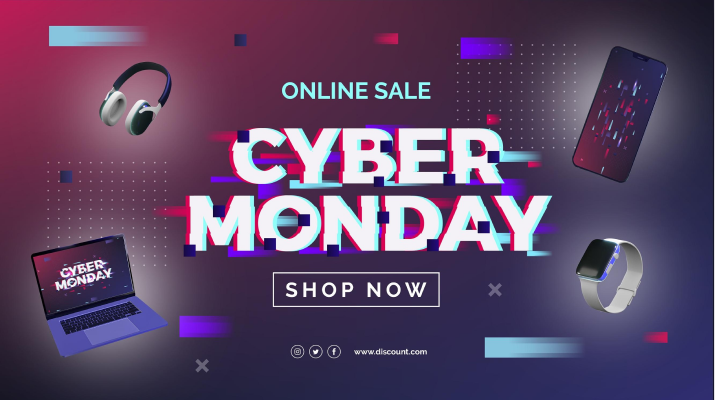 ONLINE SALE
CYBER
MONDAY
CYBER
MONDAY
SHOP NOW
www.discount.com